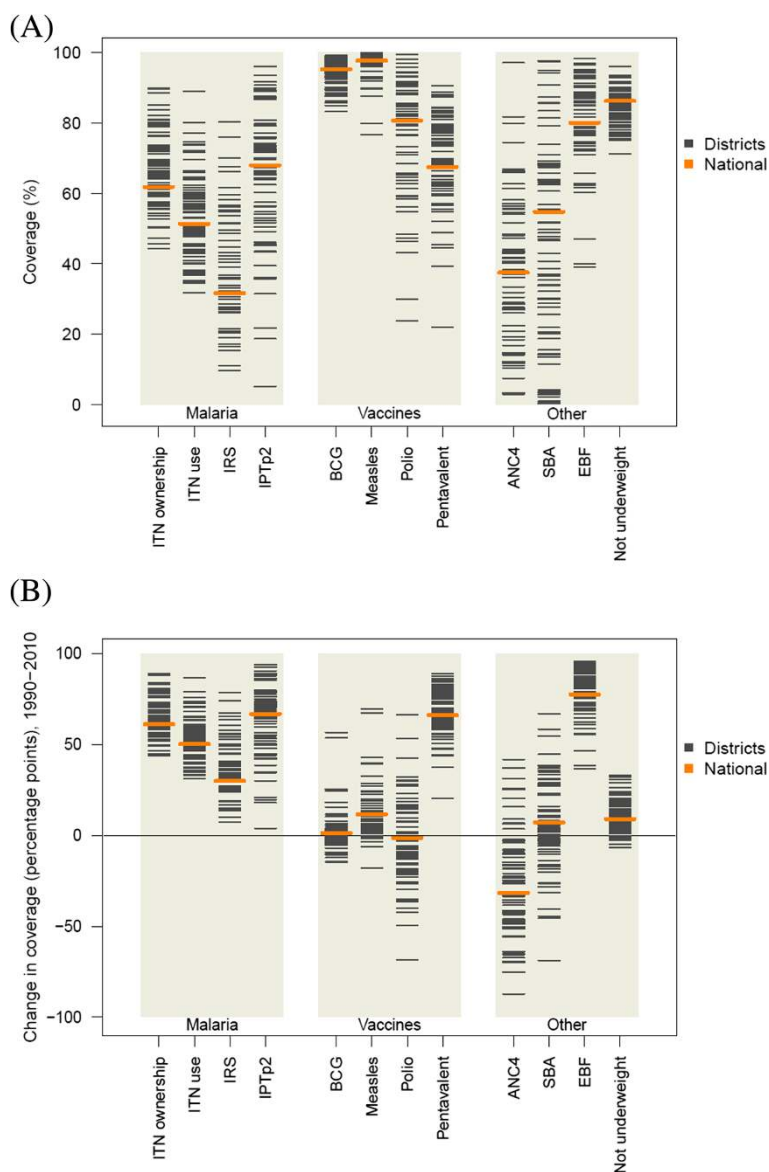 (A)
Coverage (%)
100
80
60
40
20
0
Malaria
Vaccines
Other
Districts
National
ITN ownership
ITN use
IRS
IPTp2
BCG
Measles
Polio
Pentavalent
ANC4
SBA
EBF
Not underweight
(B)
Change in coverage (percentage points), 1990−2010
100
50
0
−50
−100
Malaria
Vaccines
Other
Districts
National
ITN ownership
ITN use
IRS
IPTp2
BCG
Measles
Polio
Pentavalent
ANC4
SBA
EBF
Not underweight